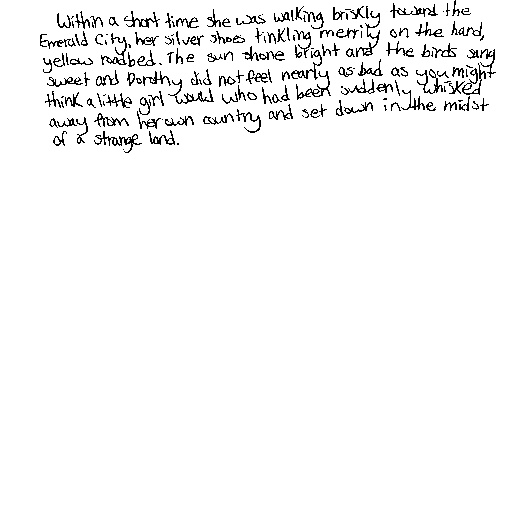 Within a short time she was walking briskly toward the
Emerald City, her silver shoes tinkling merrily on the hard,
yellow roadbed. The sun shone bright and the birds sang
sweet and Dorothy did not feel nearly as bad as you might
think a little girl would who had been suddenly whisked
away from her own country and set down in the midst
of a strange land.